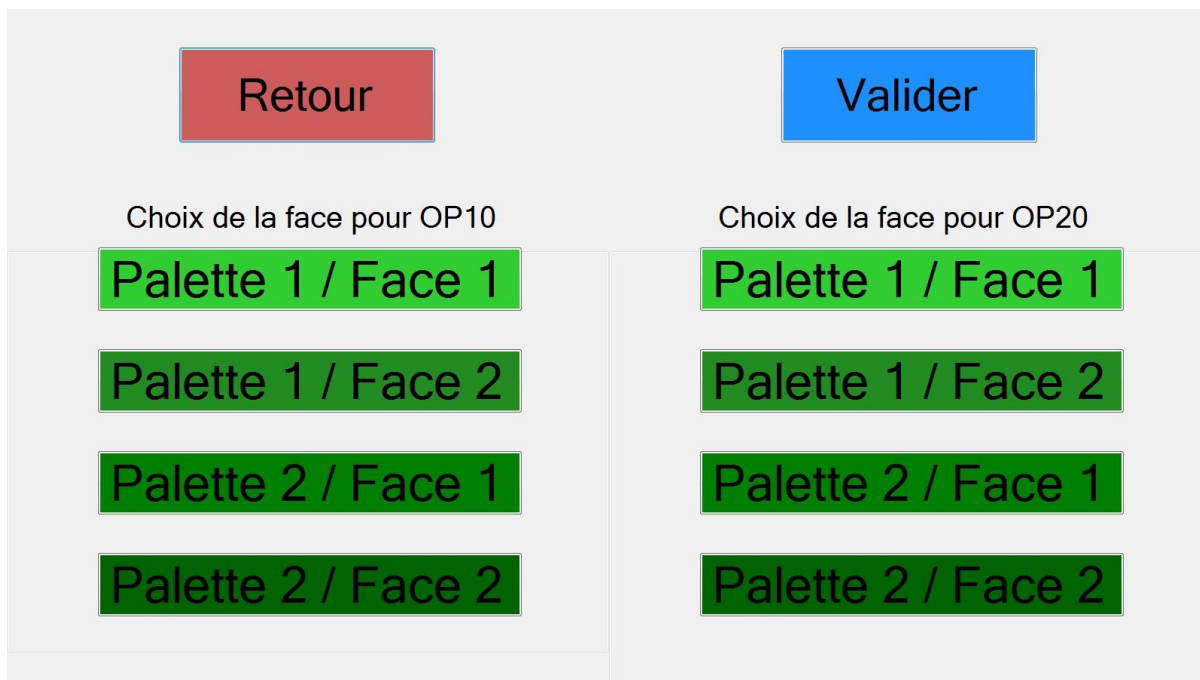 Retour
Valider
Choix de la face pour OP10
Palette 1 / Face 1
Palette 1 / Face 2
Palette 2 / Face 1
Palette 2 / Face 2
Choix de la face pour OP20
Palette 1 / Face 1
Palette 1 / Face 2
Palette 2 / Face 1
Palette 2 / Face 2